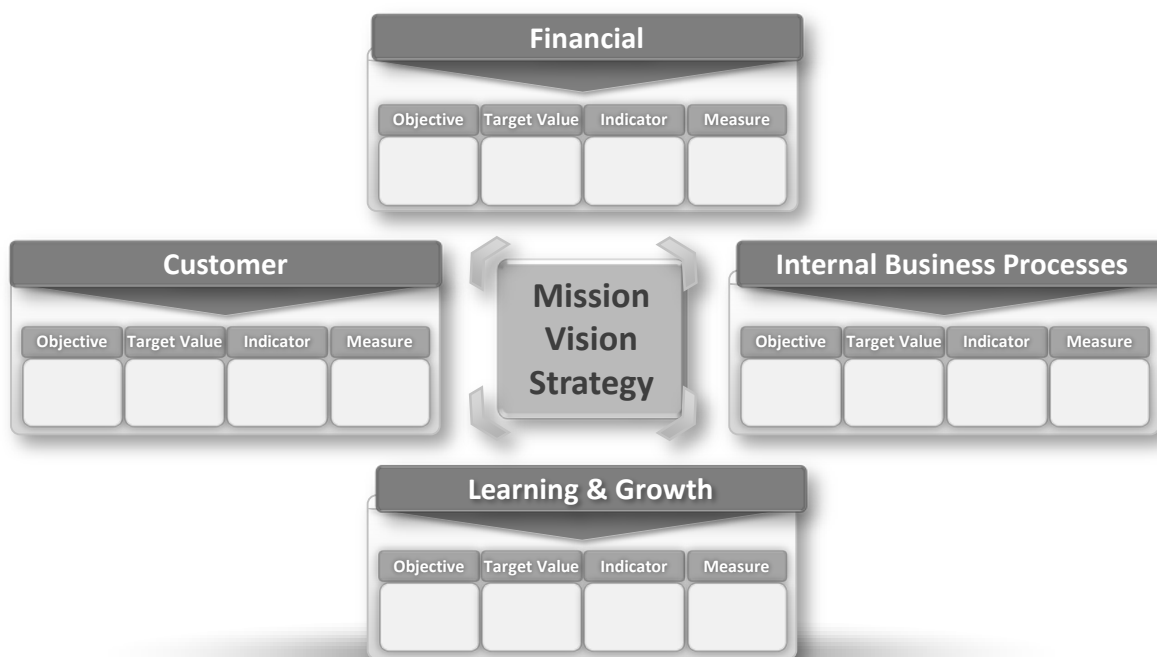 Financial
Objective Target Value Indicator Measure
Customer
Objective Target Value Indicator Measure
Mission
Vision
Strategy
Internal Business Processes
Objective Target Value Indicator Measure
Learning & Growth
Objective Target Value Indicator Measure